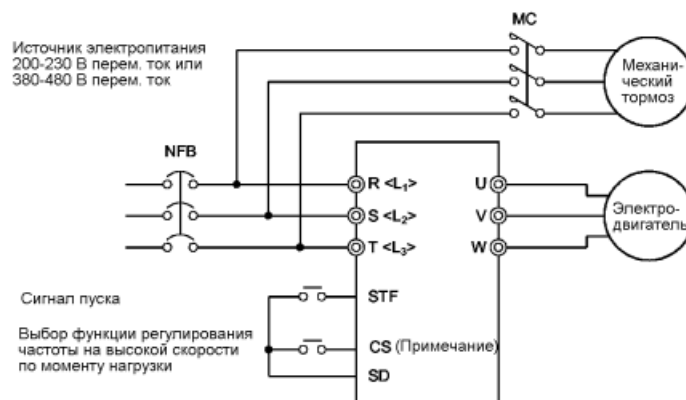 MC
Источник электропитания
200-230 В перем. ток или
380-480 В перем. ток
Механи-
ческий
тормоз
NFB
R <L₁>
U
S <L₂>
V
Электро-
двигатель
T <L₃>
W
Сигнал пуска
STF
Выбор функции регулирования
частоты на высокой скорости
по моменту нагрузки
CS (Примечание)
SD